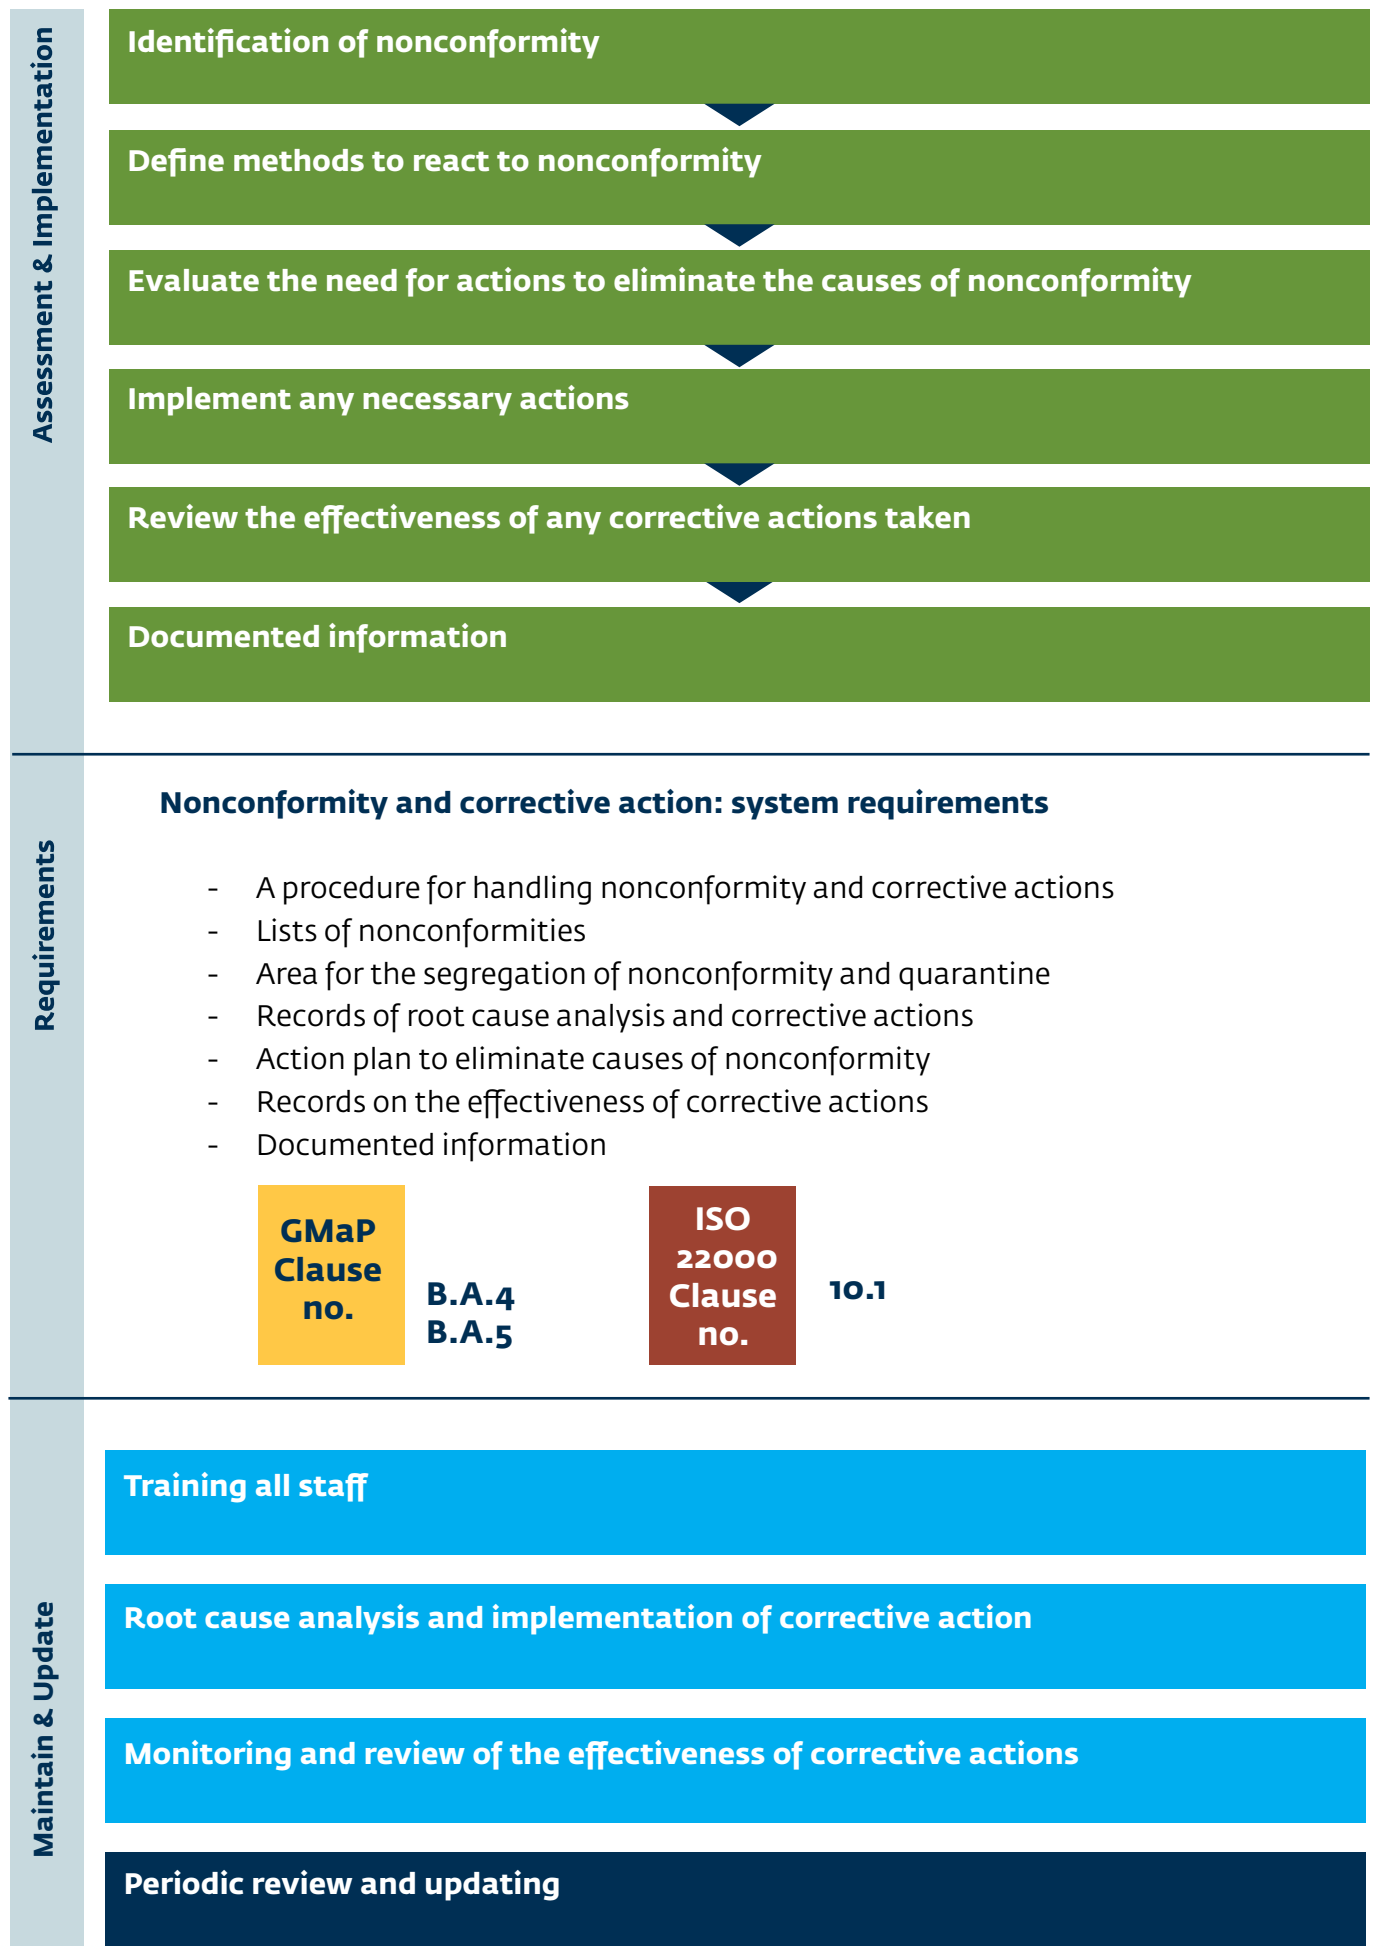 Assessment & Implementation
Identification of nonconformity
Define methods to react to nonconformity
Evaluate the need for actions to eliminate the causes of nonconformity
Implement any necessary actions
Review the effectiveness of any corrective actions taken
Documented information
Requirements
Nonconformity and corrective action: system requirements
- A procedure for handling nonconformity and corrective actions
- Lists of nonconformities
- Area for the segregation of nonconformity and quarantine
- Records of root cause analysis and corrective actions
- Action plan to eliminate causes of nonconformity
- Records on the effectiveness of corrective actions
- Documented information
GMaP
Clause
no.
B.A.4
B.A.5
ISO
22000
Clause
no.
10.1
Maintain & Update
Training all staff
Root cause analysis and implementation of corrective action
Monitoring and review of the effectiveness of corrective actions
Periodic review and updating